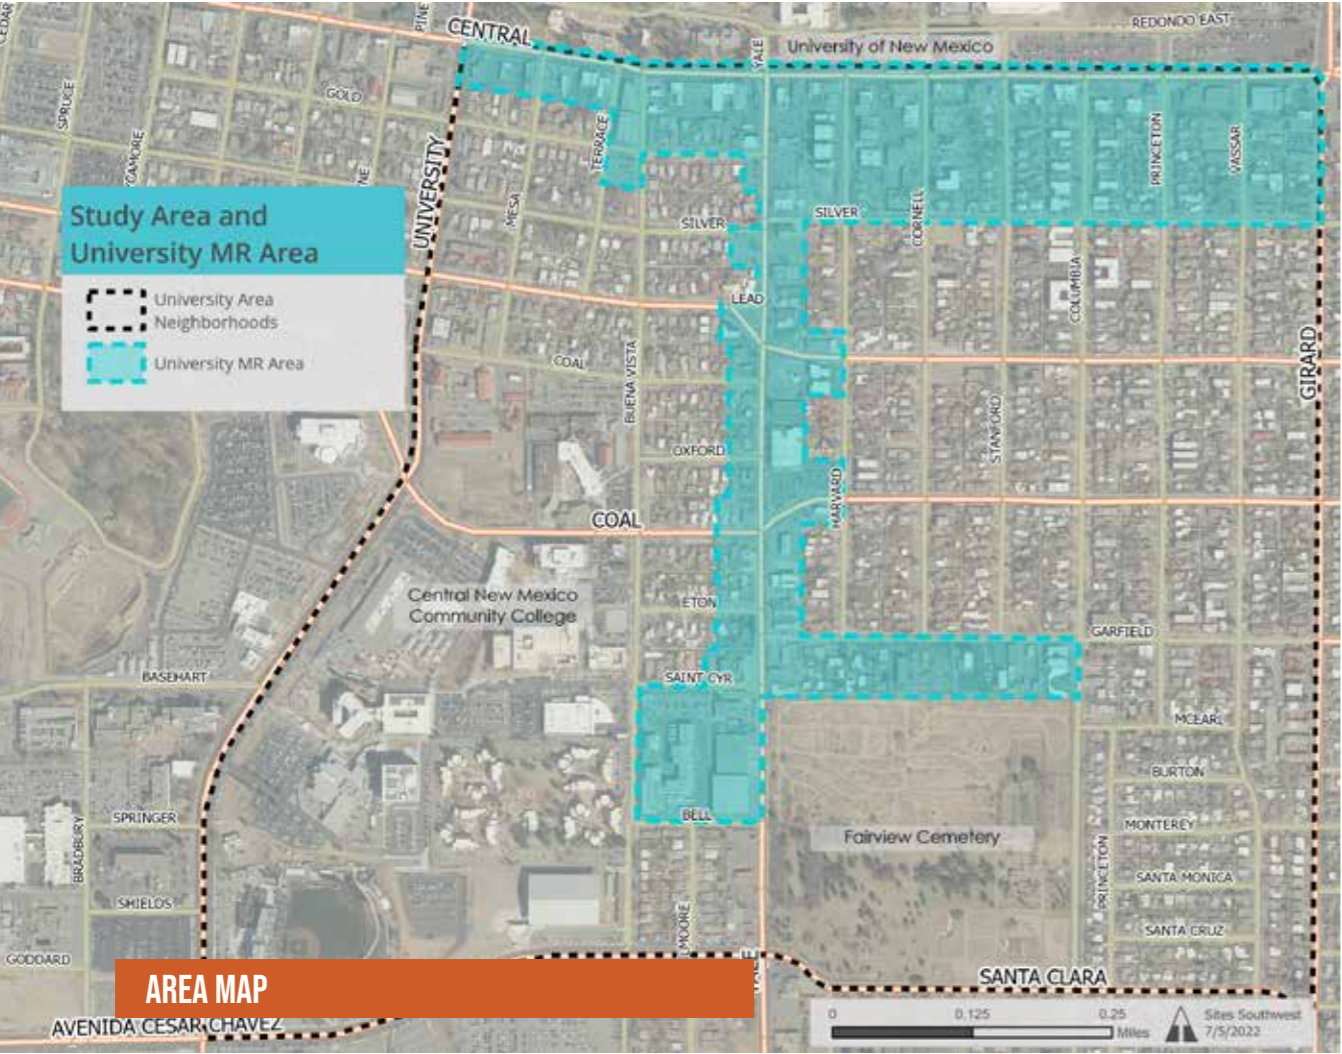 CEDAR
PINE
CENTRAL
YALE
University of New Mexico
REDONDO EAST
SPRUCE
GOLD
TERRACE
PRINCETON
VASSAR
UNIVERSITY
MESA
SILVER
SILVER
CORNELL
Study Area and
University MR Area
University Area
Neighborhoods
University MR Area
LEAD
COLUMBIA
GIRARD
COAL
BUENA VISTA
STANFORD
OXFORD
HARVARD
COAL
Central New Mexico
Community College
ETON
GARFIELD
BASEHART
SAINT CYR
MCEARL
BURTON
SPRINGER
BELL
MONTEREY
BRADBURY
Fairview Cemetery
PRINCETON
SANTA MONICA
SHIELDS
MOORE
SANTA CRUZ
GODDARD
SANTA CLARA
AREA MAP
AVENIDA CESAR CHAVEZ
0 0.125 0.25
Miles
Sites Southwest
7/5/2022